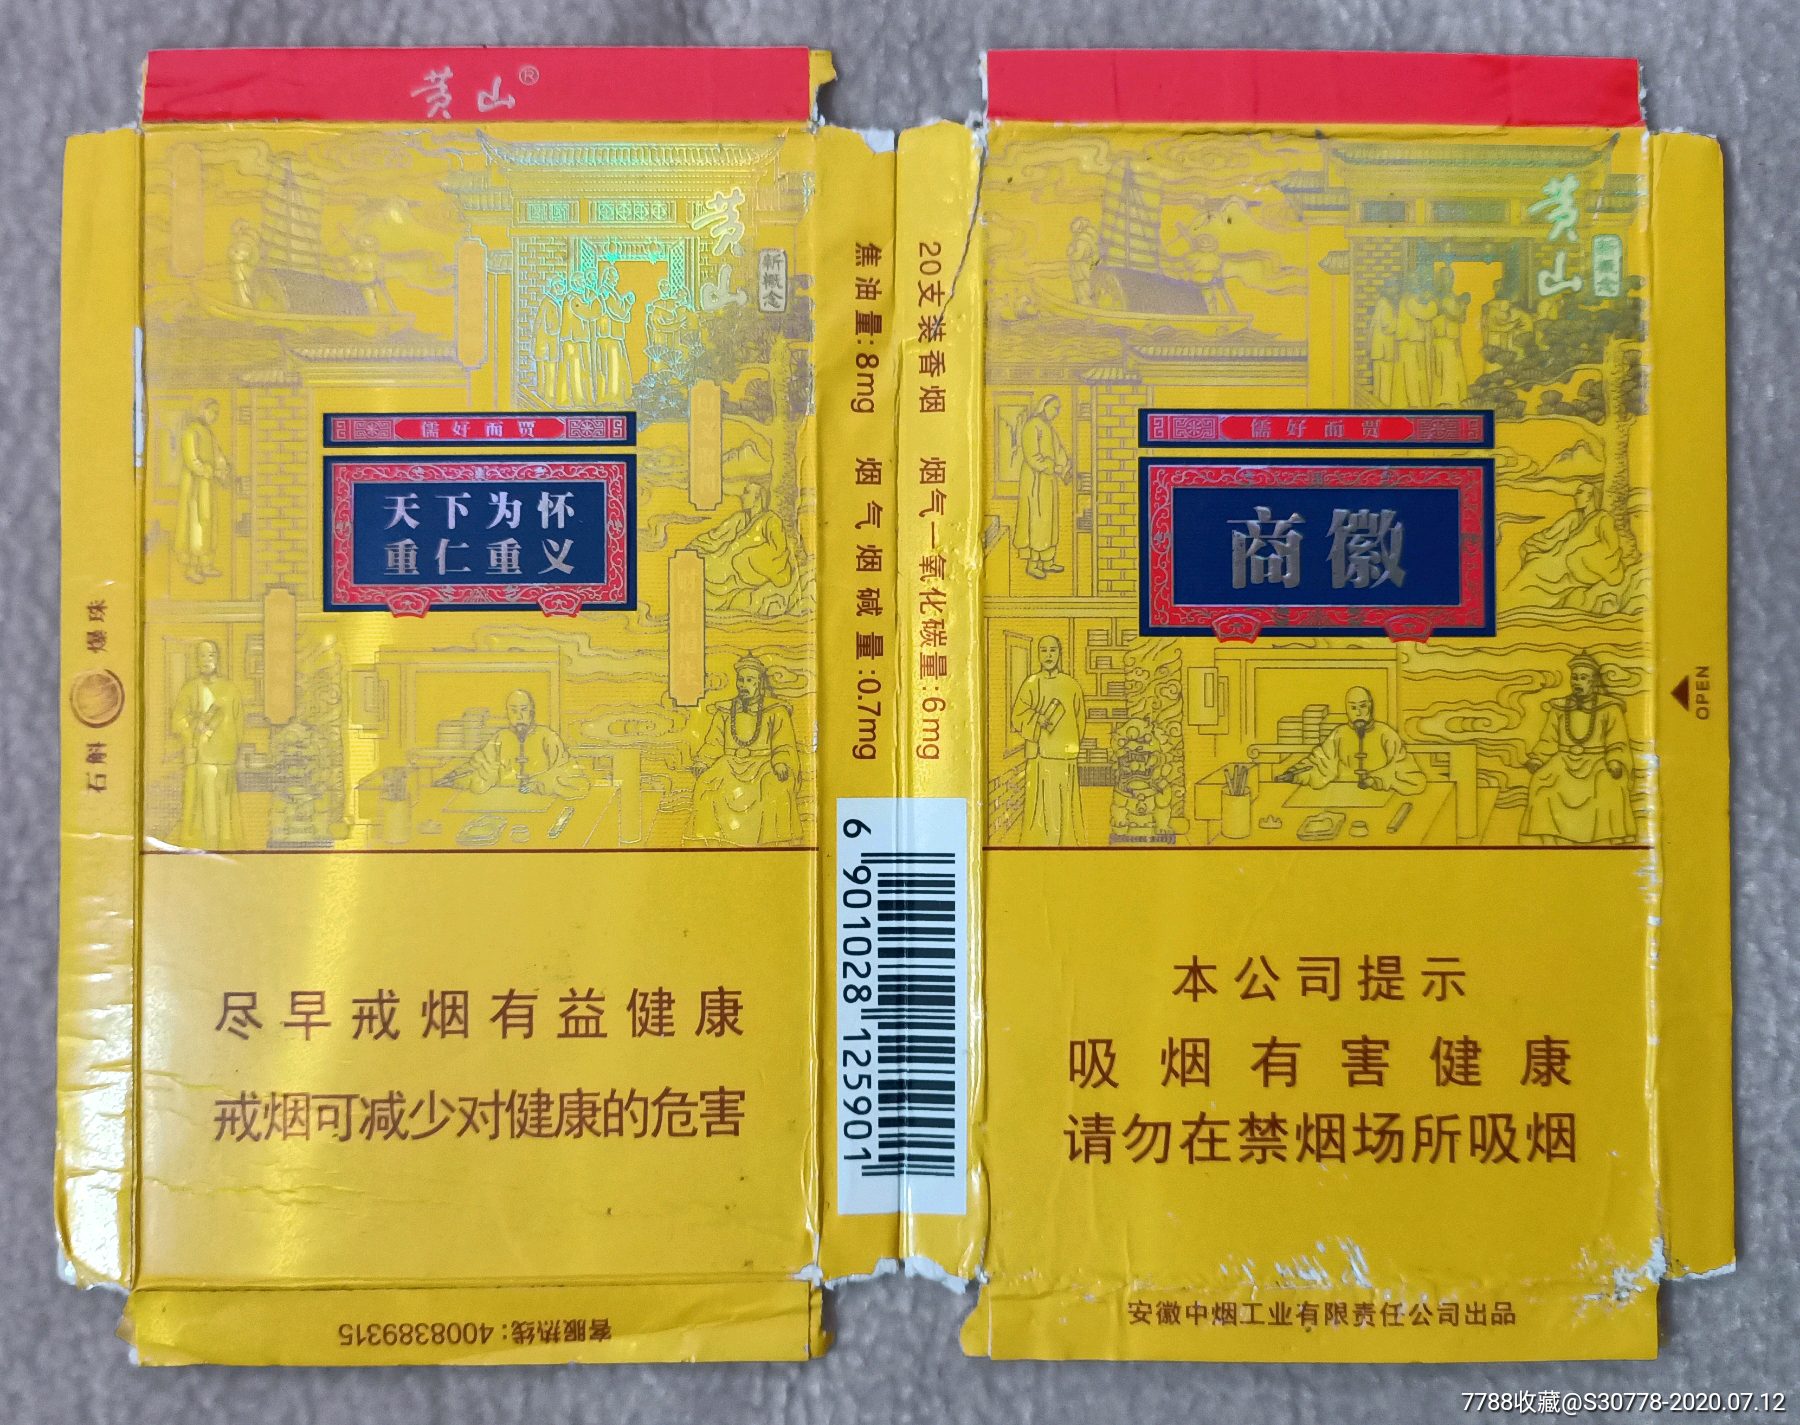 黄山®
黄山
新概念
儒好而贾
天下为怀
重仁重义
石斛 爆珠
尽早戒烟有益健康
戒烟可减少对健康的危害
客服热线：4008389315
焦油量:8mg 烟气烟碱量:0.7mg
20支装香烟 烟气一氧化碳量:6mg
6 901028 125901
黄山
新概念
儒好而贾
商徽
OPEN
本公司提示
吸烟有害健康
请勿在禁烟场所吸烟
安徽中烟工业有限责任公司出品
7788收藏@S30778-2020.07.12